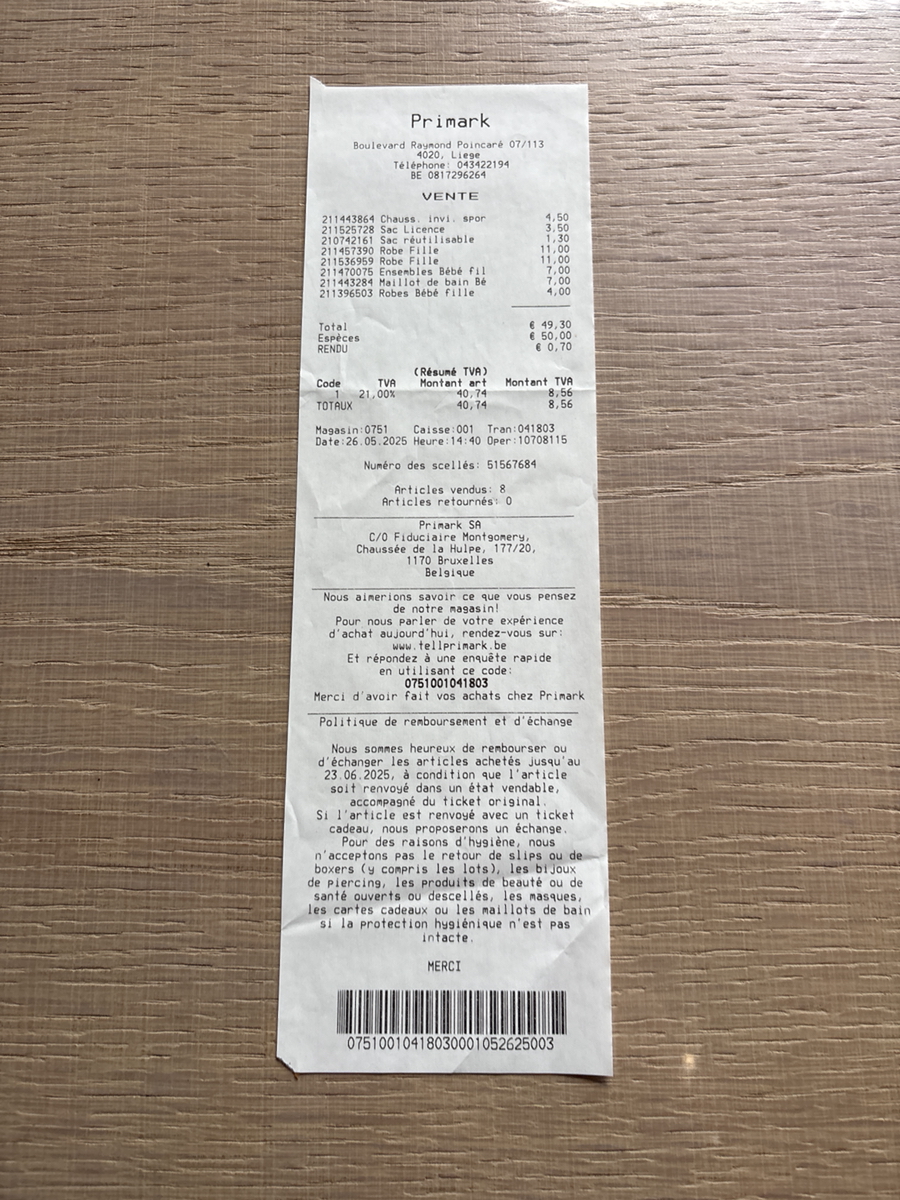 Primark
Boulevard Raymond Poincaré 07/113
4020, Liege
Téléphone: 043422194
BE 0817296264
VENTE
211443864 Chauss. invi. spor 4,50
211525728 Sac Licence 3,50
210742161 Sac réutilisable 1,30
211457390 Robe Fille 11,00
211536959 Robe Fille 11,00
211470075 Ensembles Bébé fil 7,00
211443284 Maillot de bain Bé 7,00
211396503 Robes Bébé fille 4,00
Total € 49,30
Espèces € 50,00
RENDU € 0,70
(Résumé TVA)
Code TVA Montant art Montant TVA
1 21,00% 40,74 8,56
TOTAUX 40,74 8,56
Magasin:0751 Caisse:001 Tran:041803
Date:26.05.2025 Heure:14:40 Oper:10708115
Numéro des scellés: 51567684
Articles vendus: 8
Articles retournés: 0
Primark SA
C/O Fiduciaire Montgomery,
Chaussée de la Hulpe, 177/20,
1170 Bruxelles
Belgique
Nous aimerions savoir ce que vous pensez
de notre magasin!
Pour nous parler de votre expérience
d'achat aujourd'hui, rendez-vous sur:
www.tellprimark.be
Et répondez à une enquête rapide
en utilisant ce code:
0751001041803
Merci d'avoir fait vos achats chez Primark
Politique de remboursement et d'échange
Nous sommes heureux de rembourser ou
d'échanger les articles achetés jusqu'au
23.06.2025, à condition que l'article
soit renvoyé dans un état vendable,
accompagné du ticket original.
Si l'article est renvoyé avec un ticket
cadeau, nous proposerons un échange.
Pour des raisons d'hygiène, nous
n'acceptons pas le retour de slips ou de
boxers (y compris les lots), les bijoux
de piercing, les produits de beauté ou de
santé ouverts ou descellés, les masques,
les cartes cadeaux ou les maillots de bain
si la protection hygiénique n'est pas
intacte.
MERCI
07510010418030001052625003